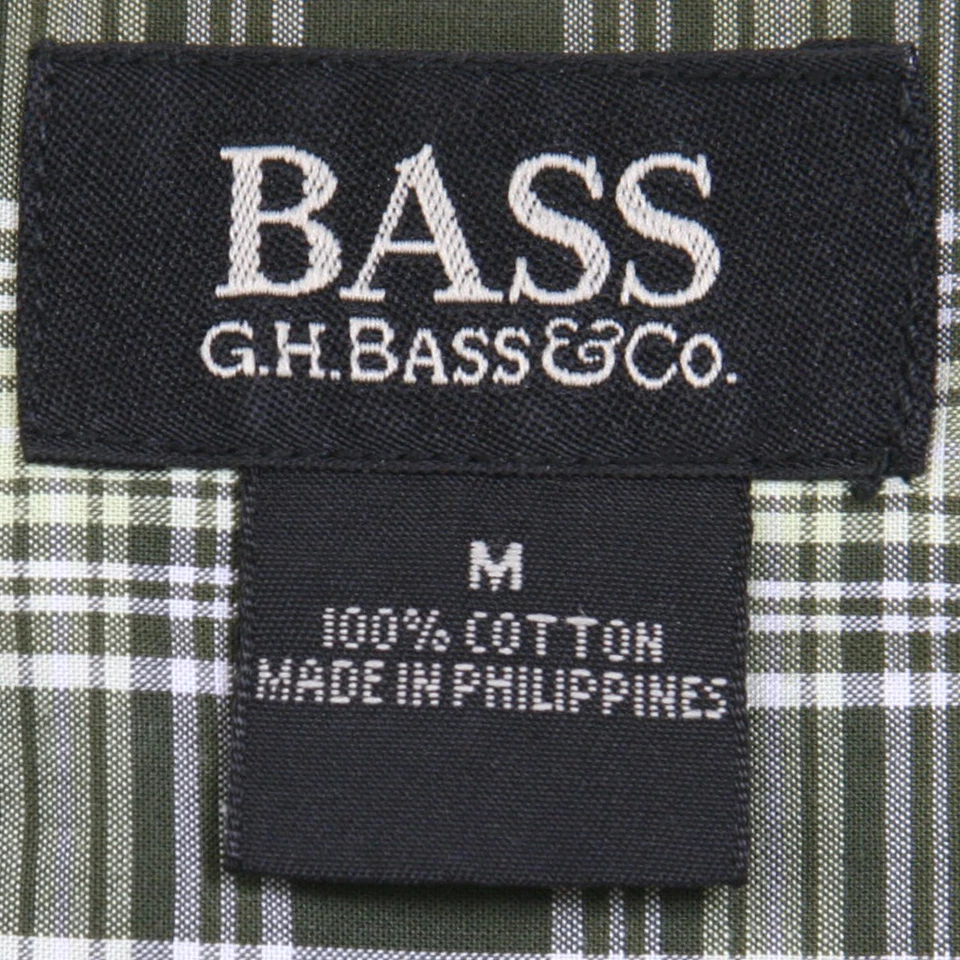 BASS
G.H.BASS&CO.
M
100% COTTON
MADE IN PHILIPPINES